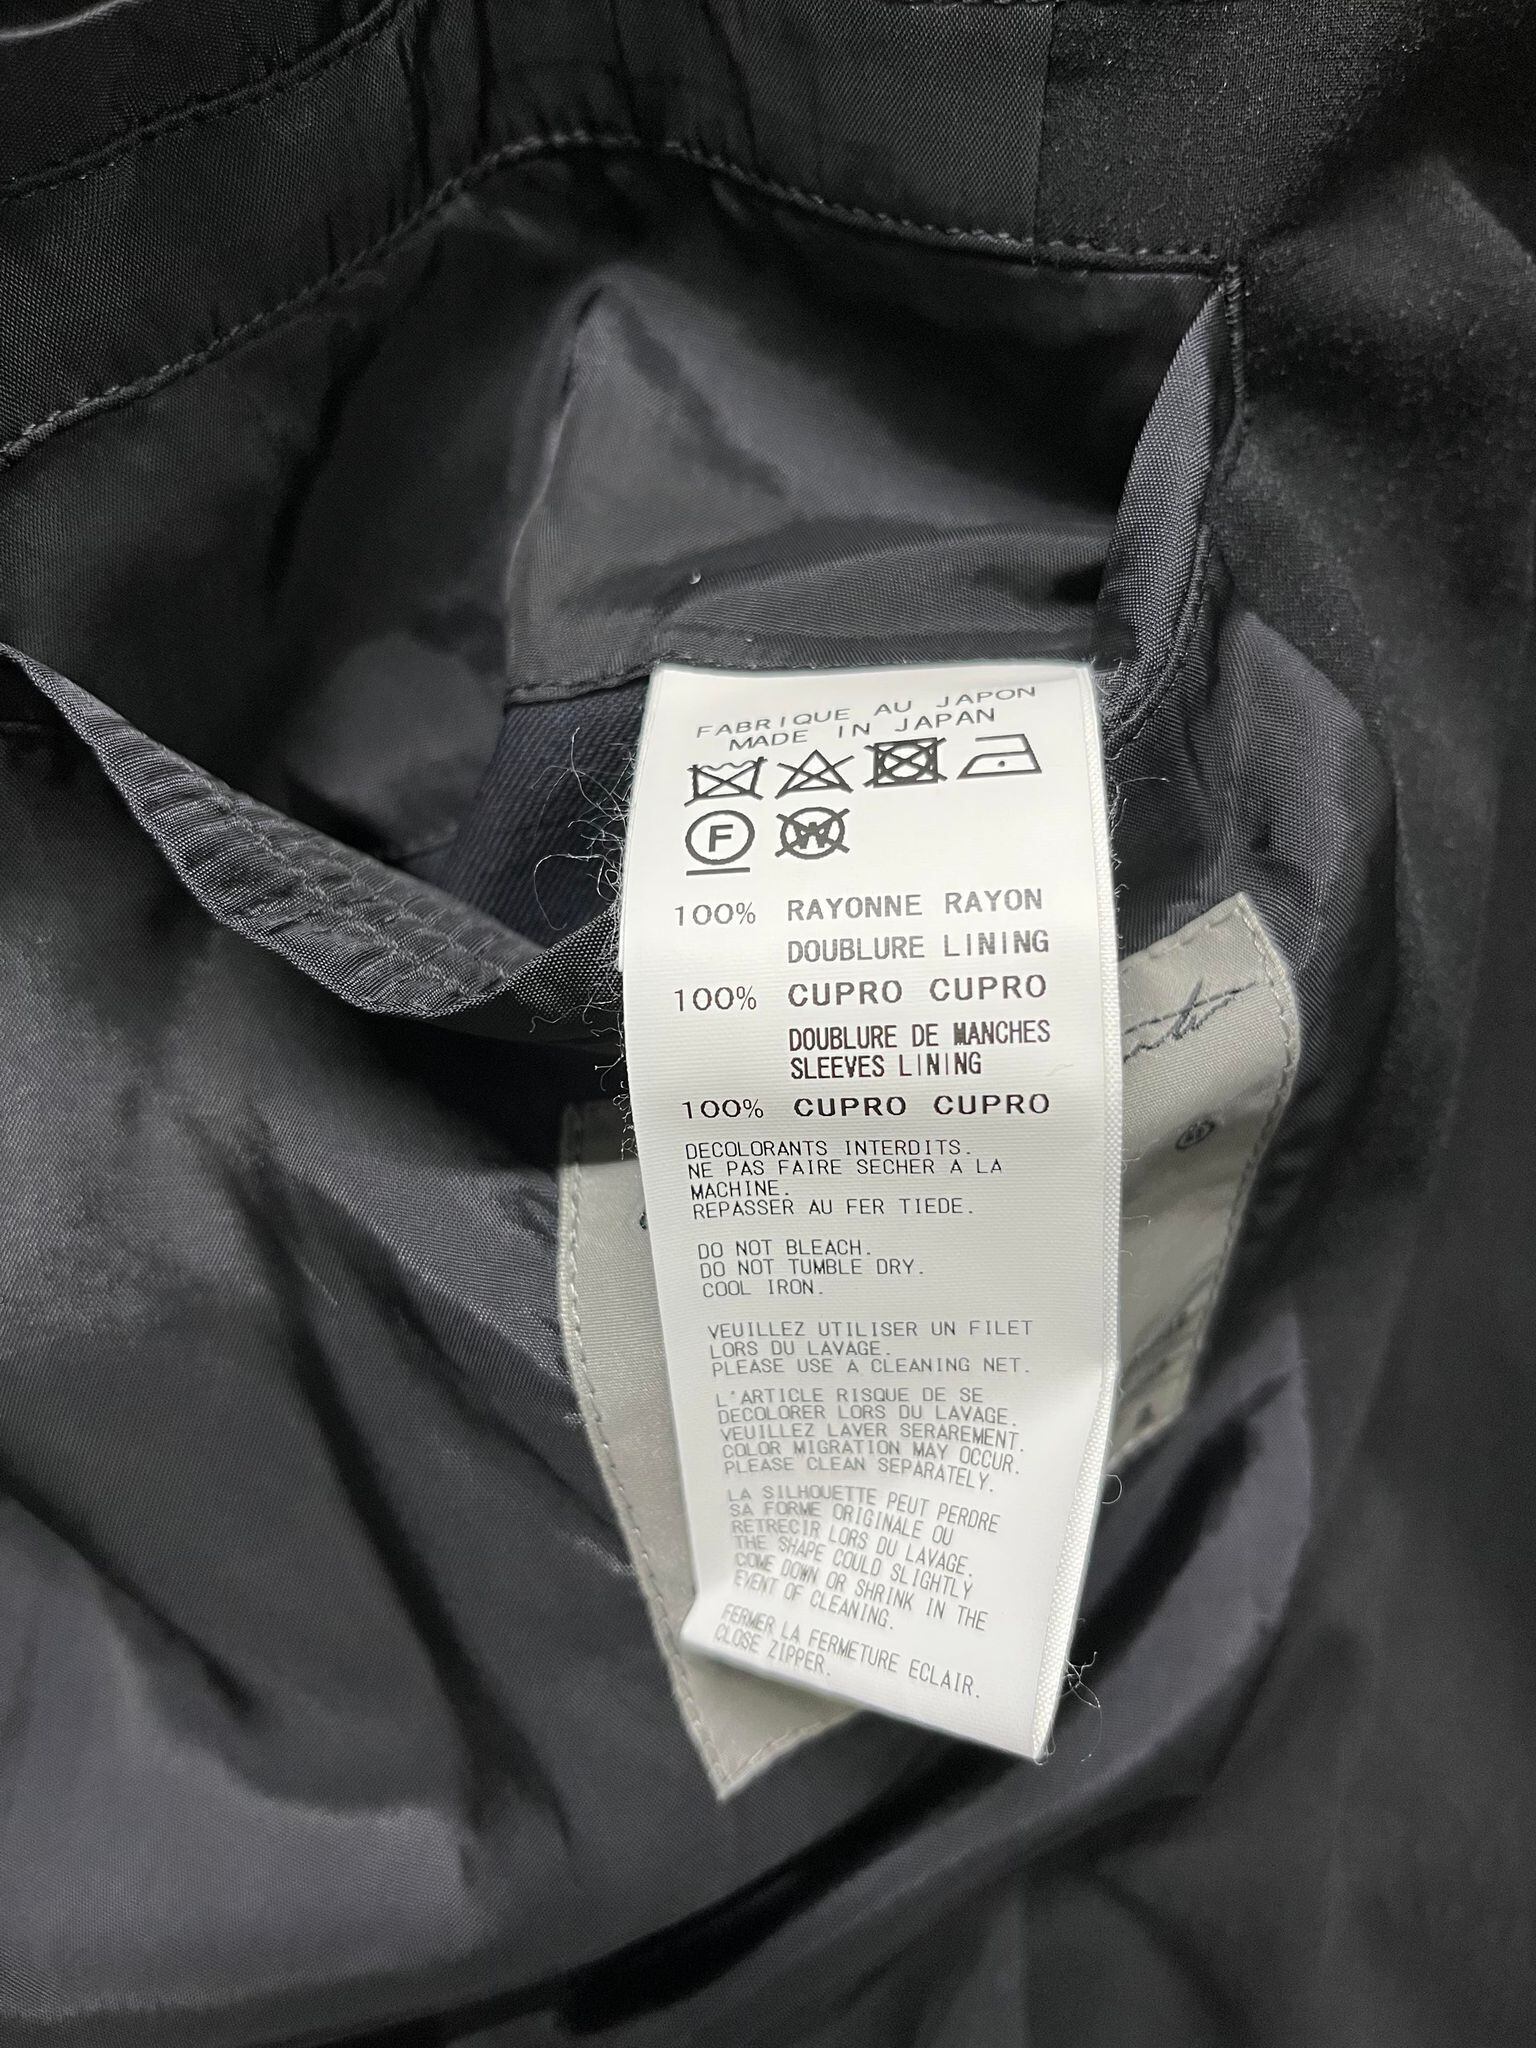 FABRIQUE AU JAPON
MADE IN JAPAN
F
W
100% RAYONNE RAYON
DOUBLURE LINING
100% CUPRO CUPRO
DOUBLURE DE MANCHES
SLEEVES LINING
100% CUPRO CUPRO
DECOLORANTS INTERDITS.
NE PAS FAIRE SECHER A LA
MACHINE.
REPASSER AU FER TIEDE.
DO NOT BLEACH.
DO NOT TUMBLE DRY.
COOL IRON.
VEUILLEZ UTILISER UN FILET
LORS DU LAVAGE.
PLEASE USE A CLEANING NET.
L'ARTICLE RISQUE DE SE
DECOLORER LORS DU LAVAGE.
VEUILLEZ LAVER SERAREMENT.
COLOR MIGRATION MAY OCCUR.
PLEASE CLEAN SEPARATELY.
LA SILHOUETTE PEUT PERDRE
SA FORME ORIGINALE OU
RETRECIR LORS DU LAVAGE.
THE SHAPE COULD SLIGHTLY
COME DOWN OR SHRINK IN THE
EVENT OF CLEANING.
FERMER LA FERMETURE ECLAIR.
CLOSE ZIPPER.